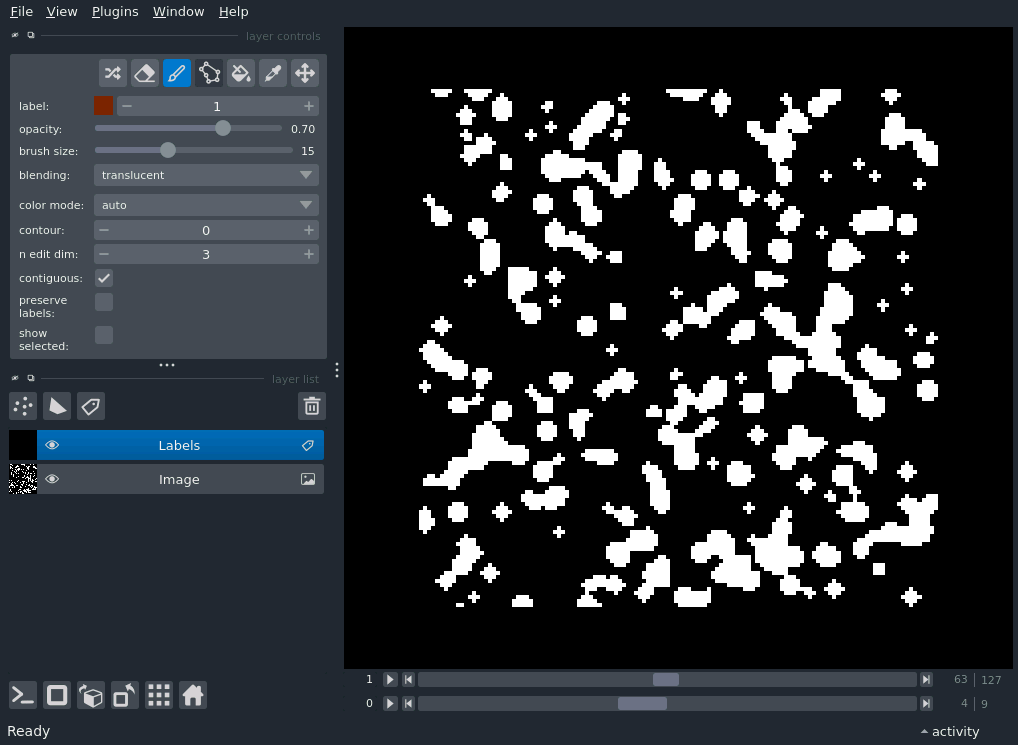 File View Plugins Window Help
layer controls
label: 1
opacity: 0.70
brush size: 15
blending: translucent
color mode: auto
contour: 0
n edit dim: 3
contiguous:
preserve
labels:
show
selected:
layer list
Labels
Image
1 63 127
0 4 9
Ready activity